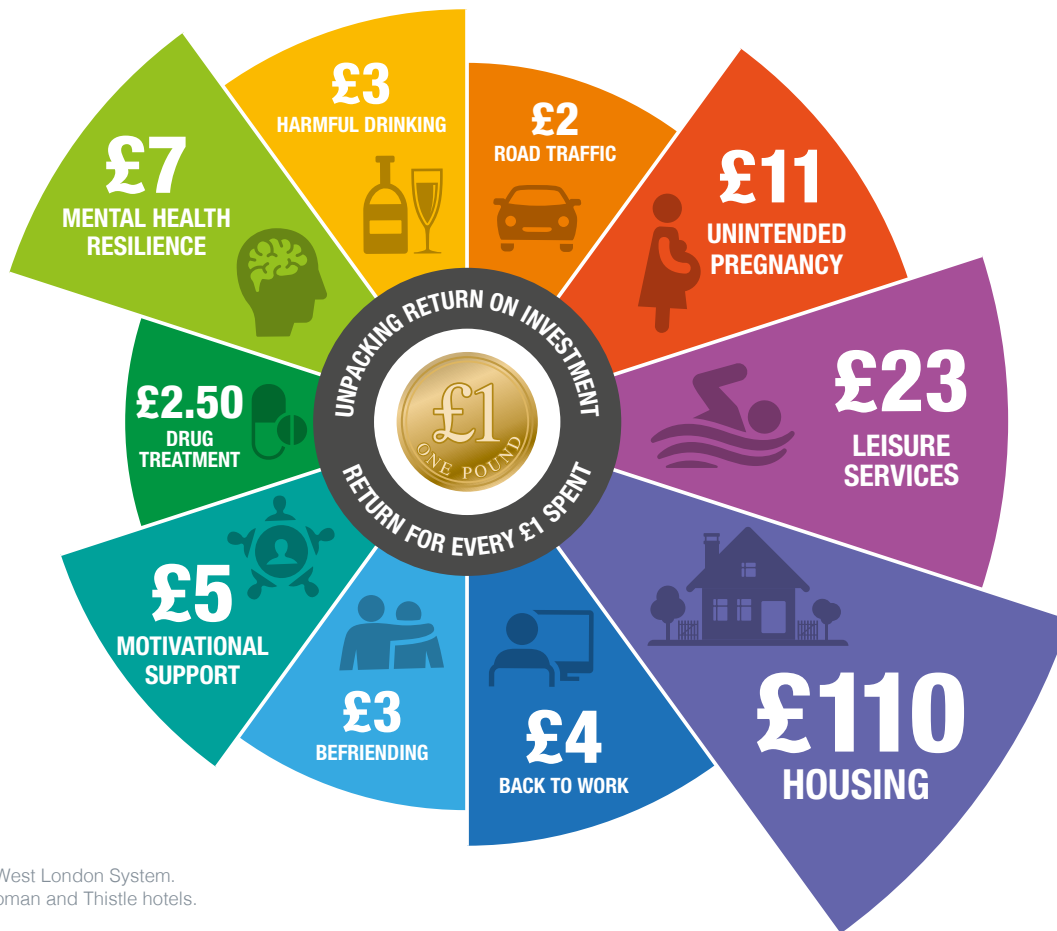 £3
HARMFUL DRINKING
£2
ROAD TRAFFIC
£11
UNINTENDED
PREGNANCY
£7
MENTAL HEALTH
RESILIENCE
£23
LEISURE
SERVICES
UNPACKING RETURN ON INVESTMENT
£1
ONE POUND
RETURN FOR EVERY £1 SPENT
£2.50
DRUG
TREATMENT
£5
MOTIVATIONAL
SUPPORT
£3
BEFRIENDING
£4
BACK TO WORK
£110
HOUSING
West London System.
and Thistle hotels.